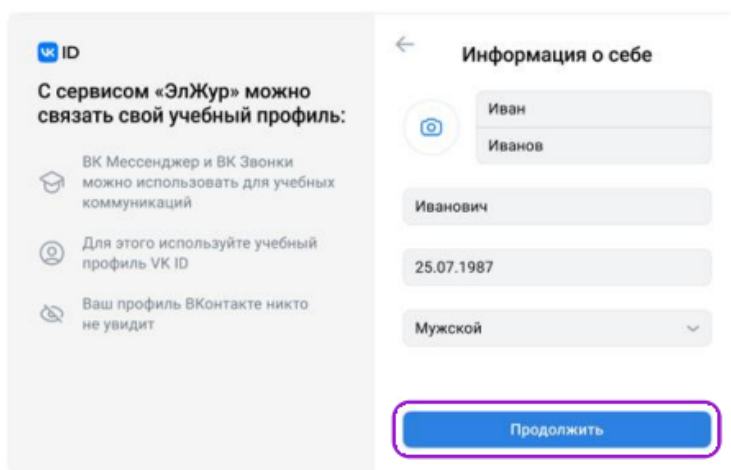 VK ID
С сервисом «ЭлЖур» можно
связать свой учебный профиль:
ВК Мессенджер и ВК Звонки
можно использовать для учебных
коммуникаций
Для этого используйте учебный
профиль VK ID
Ваш профиль ВКонтакте никто
не увидит
Информация о себе
Иван
Иванов
Иванович
25.07.1987
Мужской
Продолжить